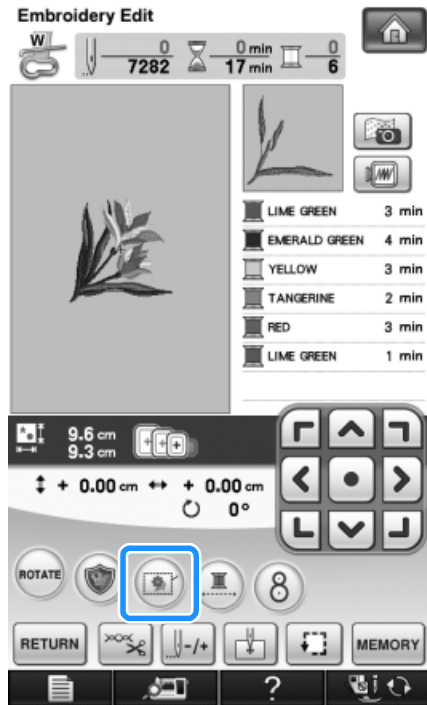 Embroidery Edit
W
0 0 min 0
7282 17 min 6
LIME GREEN 3 min
EMERALD GREEN 4 min
YELLOW 3 min
TANGERINE 2 min
RED 3 min
LIME GREEN 1 min
9.6 cm
9.3 cm
+ 0.00 cm + 0.00 cm
0°
ROTATE 8
RETURN -/+ MEMORY
?